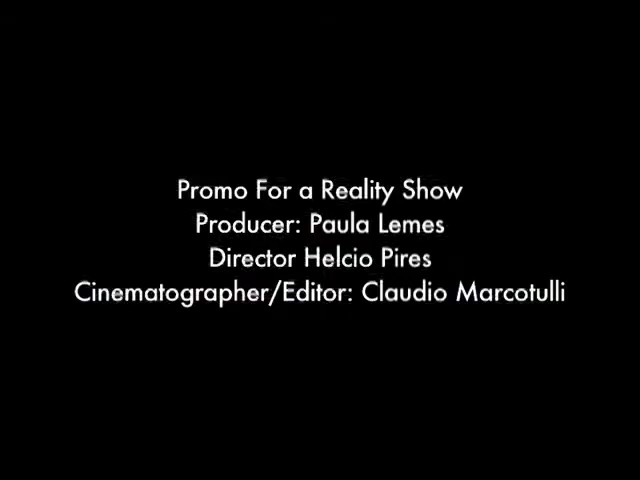 Promo For a Reality Show
Producer: Paula Lemes
Director Helcio Pires
Cinematographer/Editor: Claudio Marcotulli